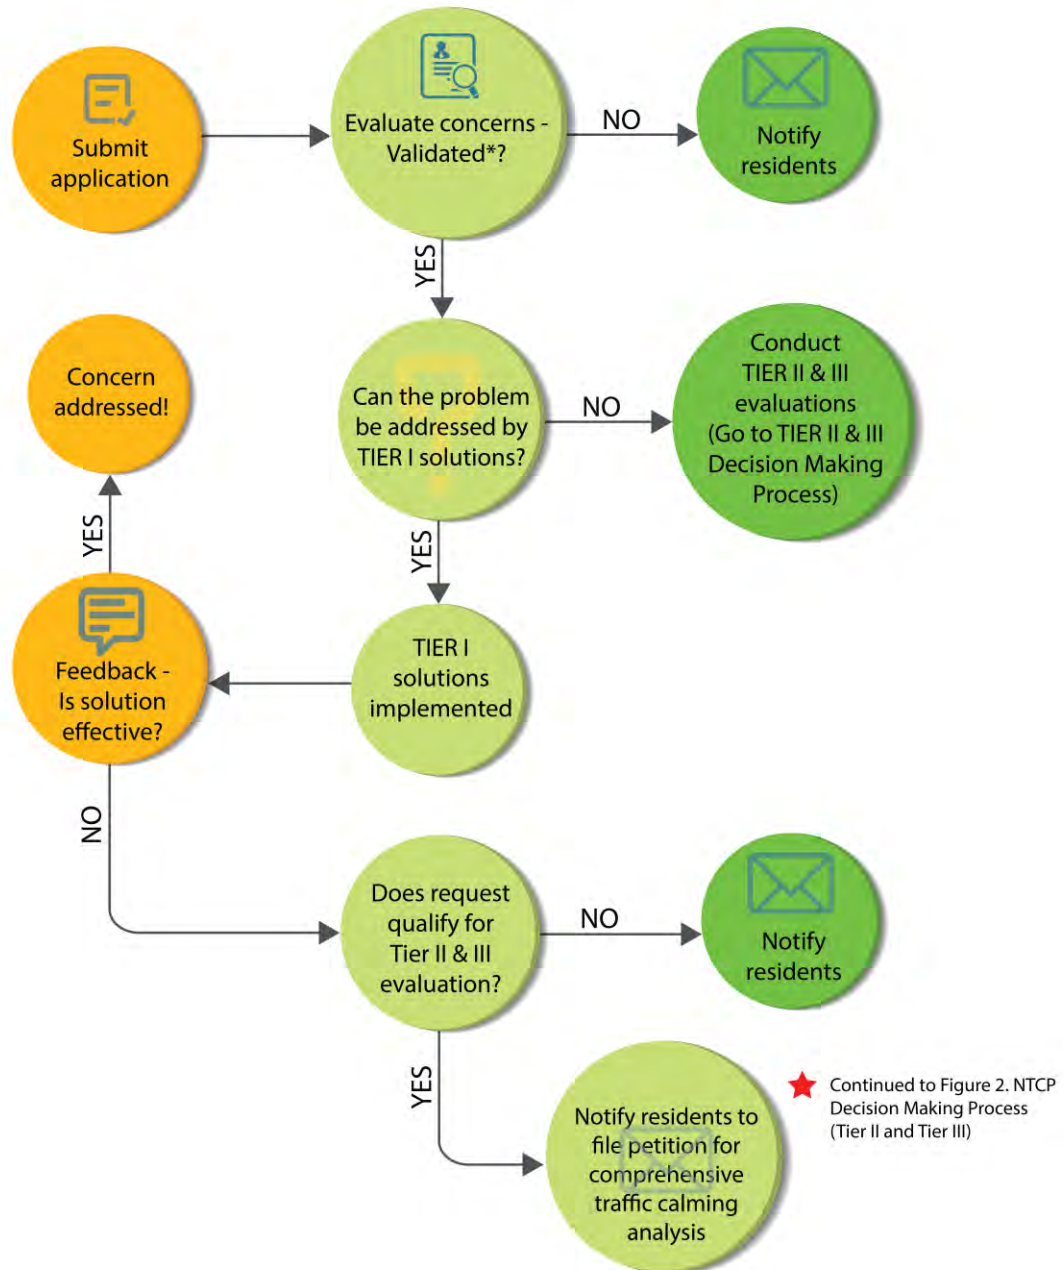 Submit
application
Evaluate concerns -
Validated*?
NO
Notify
residents
YES
Can the problem
be addressed by
TIER I solutions?
NO
Conduct
TIER II & III
evaluations
(Go to TIER II & III
Decision Making
Process)
YES
TIER I
solutions
implemented
Feedback -
Is solution
effective?
YES
Concern
addressed!
NO
Does request
qualify for
Tier II & III
evaluation?
NO
Notify
residents
YES
Notify residents to
file petition for
comprehensive
traffic calming
analysis
Continued to Figure 2. NTCP
Decision Making Process
(Tier II and Tier III)